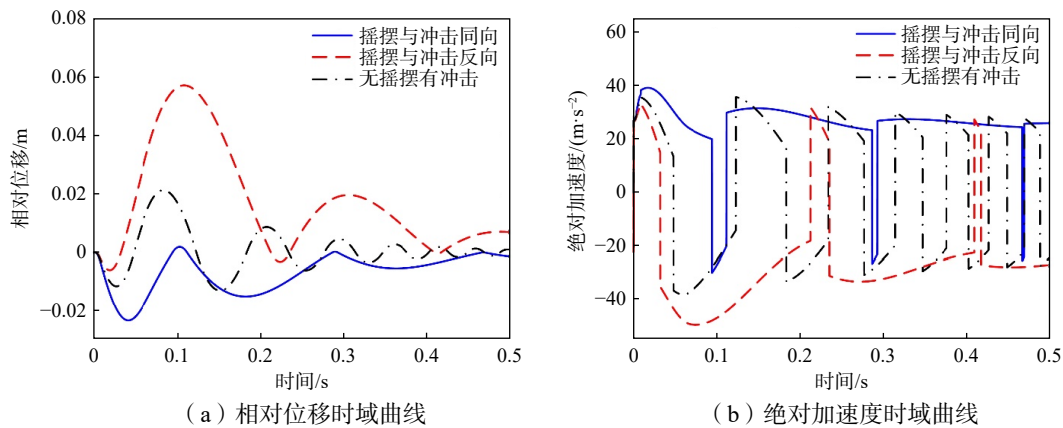 0.08
0.06
0.04
0.02
0
−0.02
相对位移/m
摇摆与冲击同向
摇摆与冲击反向
无摇摆有冲击
0 0.1 0.2 0.3 0.4 0.5
时间/s
（a）相对位移时域曲线
60
40
20
0
−20
−40
绝对加速度/(m·s⁻²)
摇摆与冲击同向
摇摆与冲击反向
无摇摆有冲击
0 0.1 0.2 0.3 0.4 0.5
时间/s
（b）绝对加速度时域曲线